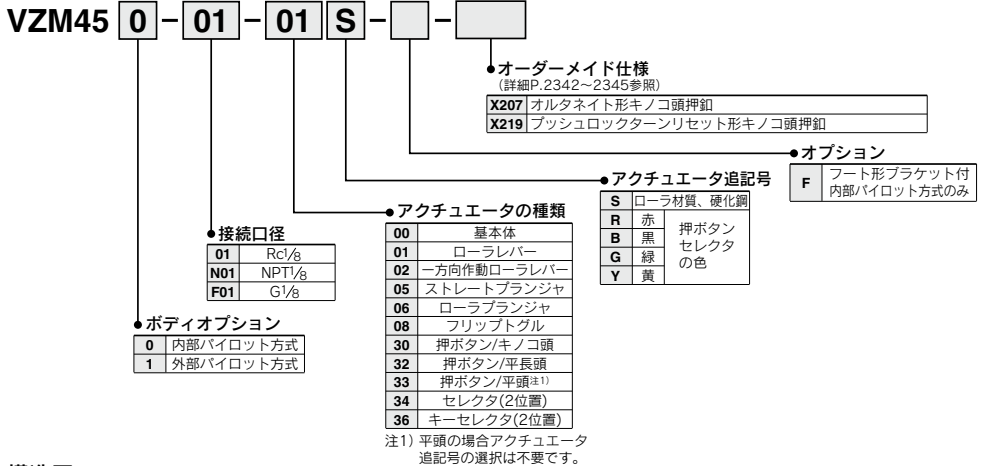 VZM45 0 - 01 - 01 S - -
オーダーメイド仕様
(詳細P.2342~2345参照)
X207 オルタネイト形キノコ頭押釦
X219 プッシュロックターンリセット形キノコ頭押釦
オプション
F フート形ブラケット付
内部パイロット方式のみ
アクチュエータ追記号
S ローラ材質、硬化鋼
R 赤
B 黒
G 緑
Y 黄
押ボタン
セレクタ
の色
アクチュエータの種類
00 基本体
01 ローラレバー
02 一方向作動ローラレバー
05 ストレートプランジャ
06 ローラプランジャ
08 フリップトグル
30 押ボタン/キノコ頭
32 押ボタン/平長頭
33 押ボタン/平頭注1)
34 セレクタ(2位置)
36 キーセレクタ(2位置)
注1) 平頭の場合アクチュエータ
追記号の選択は不要です。
接続口径
01 Rc1/8
N01 NPT1/8
F01 G1/8
ボディオプション
0 内部パイロット方式
1 外部パイロット方式